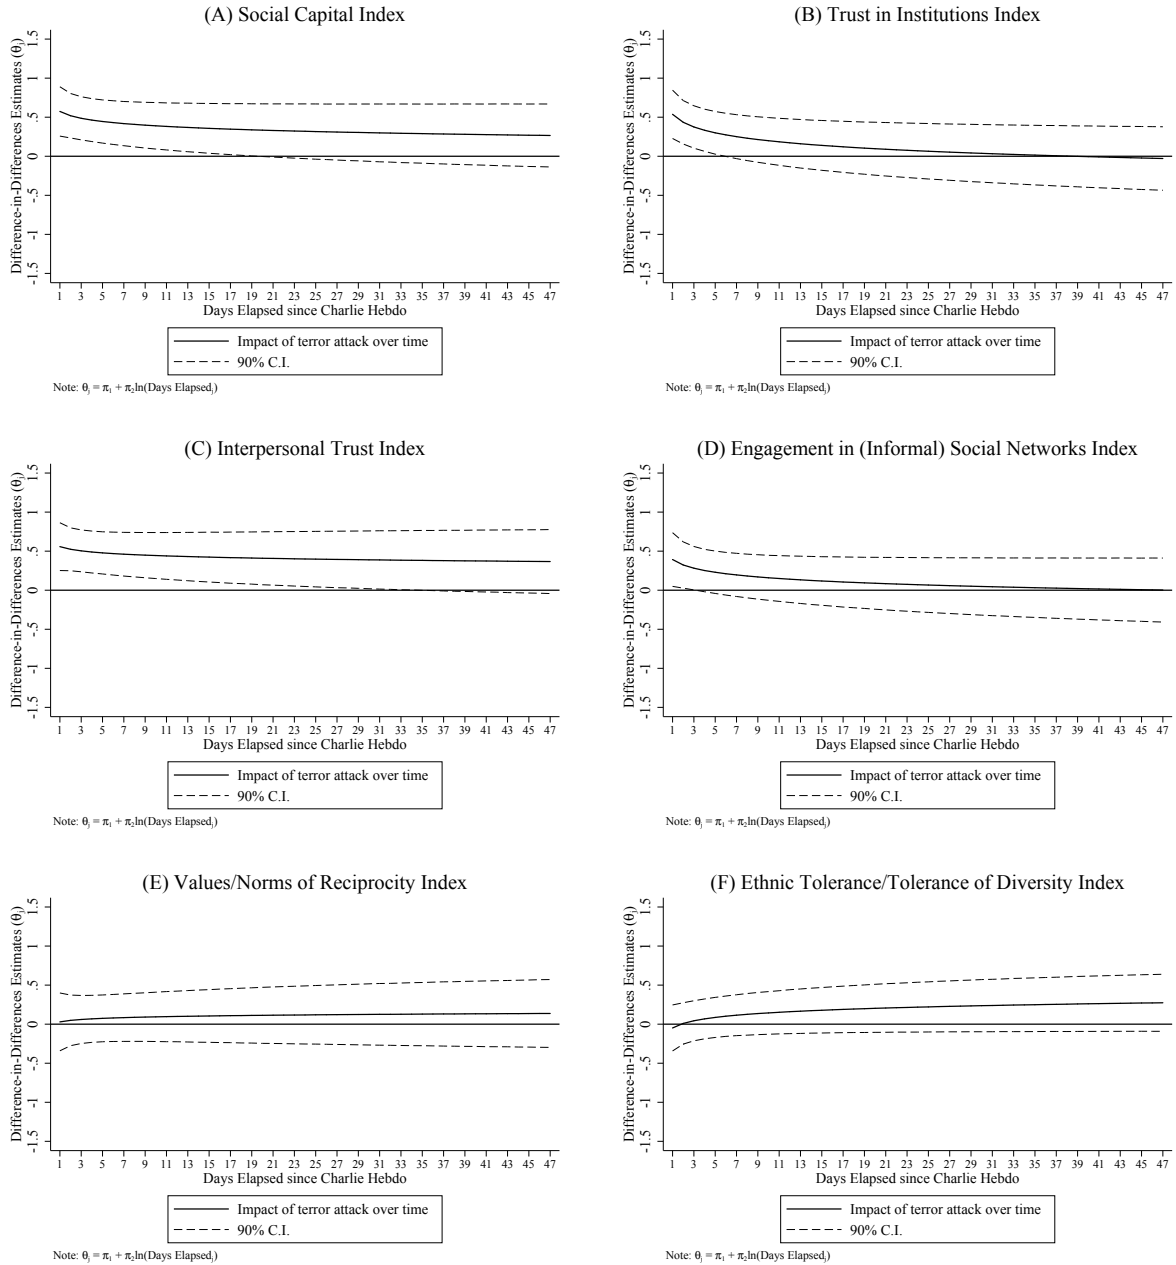 (A) Social Capital Index
Difference-in-Differences Estimates (θj)
1.5
1
.5
0
-.5
-1
-1.5
1 3 5 7 9 11 13 15 17 19 21 23 25 27 29 31 33 35 37 39 41 43 45 47
Days Elapsed since Charlie Hebdo
Impact of terror attack over time
90% C.I.
Note: θj = π1 + π2ln(Days Elapsedj)
(B) Trust in Institutions Index
Difference-in-Differences Estimates (θj)
1.5
1
.5
0
-.5
-1
-1.5
1 3 5 7 9 11 13 15 17 19 21 23 25 27 29 31 33 35 37 39 41 43 45 47
Days Elapsed since Charlie Hebdo
Impact of terror attack over time
90% C.I.
Note: θj = π1 + π2ln(Days Elapsedj)
(C) Interpersonal Trust Index
Difference-in-Differences Estimates (θj)
1.5
1
.5
0
-.5
-1
-1.5
1 3 5 7 9 11 13 15 17 19 21 23 25 27 29 31 33 35 37 39 41 43 45 47
Days Elapsed since Charlie Hebdo
Impact of terror attack over time
90% C.I.
Note: θj = π1 + π2ln(Days Elapsedj)
(D) Engagement in (Informal) Social Networks Index
Difference-in-Differences Estimates (θj)
1.5
1
.5
0
-.5
-1
-1.5
1 3 5 7 9 11 13 15 17 19 21 23 25 27 29 31 33 35 37 39 41 43 45 47
Days Elapsed since Charlie Hebdo
Impact of terror attack over time
90% C.I.
Note: θj = π1 + π2ln(Days Elapsedj)
(E) Values/Norms of Reciprocity Index
Difference-in-Differences Estimates (θj)
1.5
1
.5
0
-.5
-1
-1.5
1 3 5 7 9 11 13 15 17 19 21 23 25 27 29 31 33 35 37 39 41 43 45 47
Days Elapsed since Charlie Hebdo
Impact of terror attack over time
90% C.I.
Note: θj = π1 + π2ln(Days Elapsedj)
(F) Ethnic Tolerance/Tolerance of Diversity Index
Difference-in-Differences Estimates (θj)
1.5
1
.5
0
-.5
-1
-1.5
1 3 5 7 9 11 13 15 17 19 21 23 25 27 29 31 33 35 37 39 41 43 45 47
Days Elapsed since Charlie Hebdo
Impact of terror attack over time
90% C.I.
Note: θj = π1 + π2ln(Days Elapsedj)